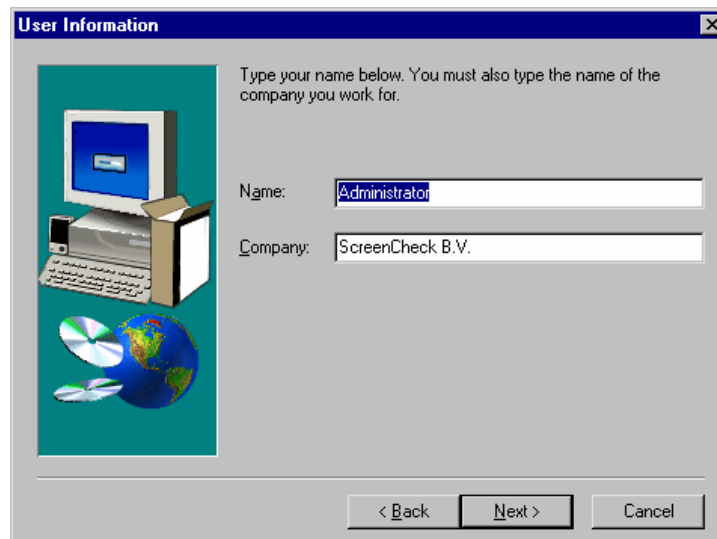 User Information
Type your name below. You must also type the name of the
company you work for.
Name: Administrator
Company: ScreenCheck B.V.
< Back Next > Cancel